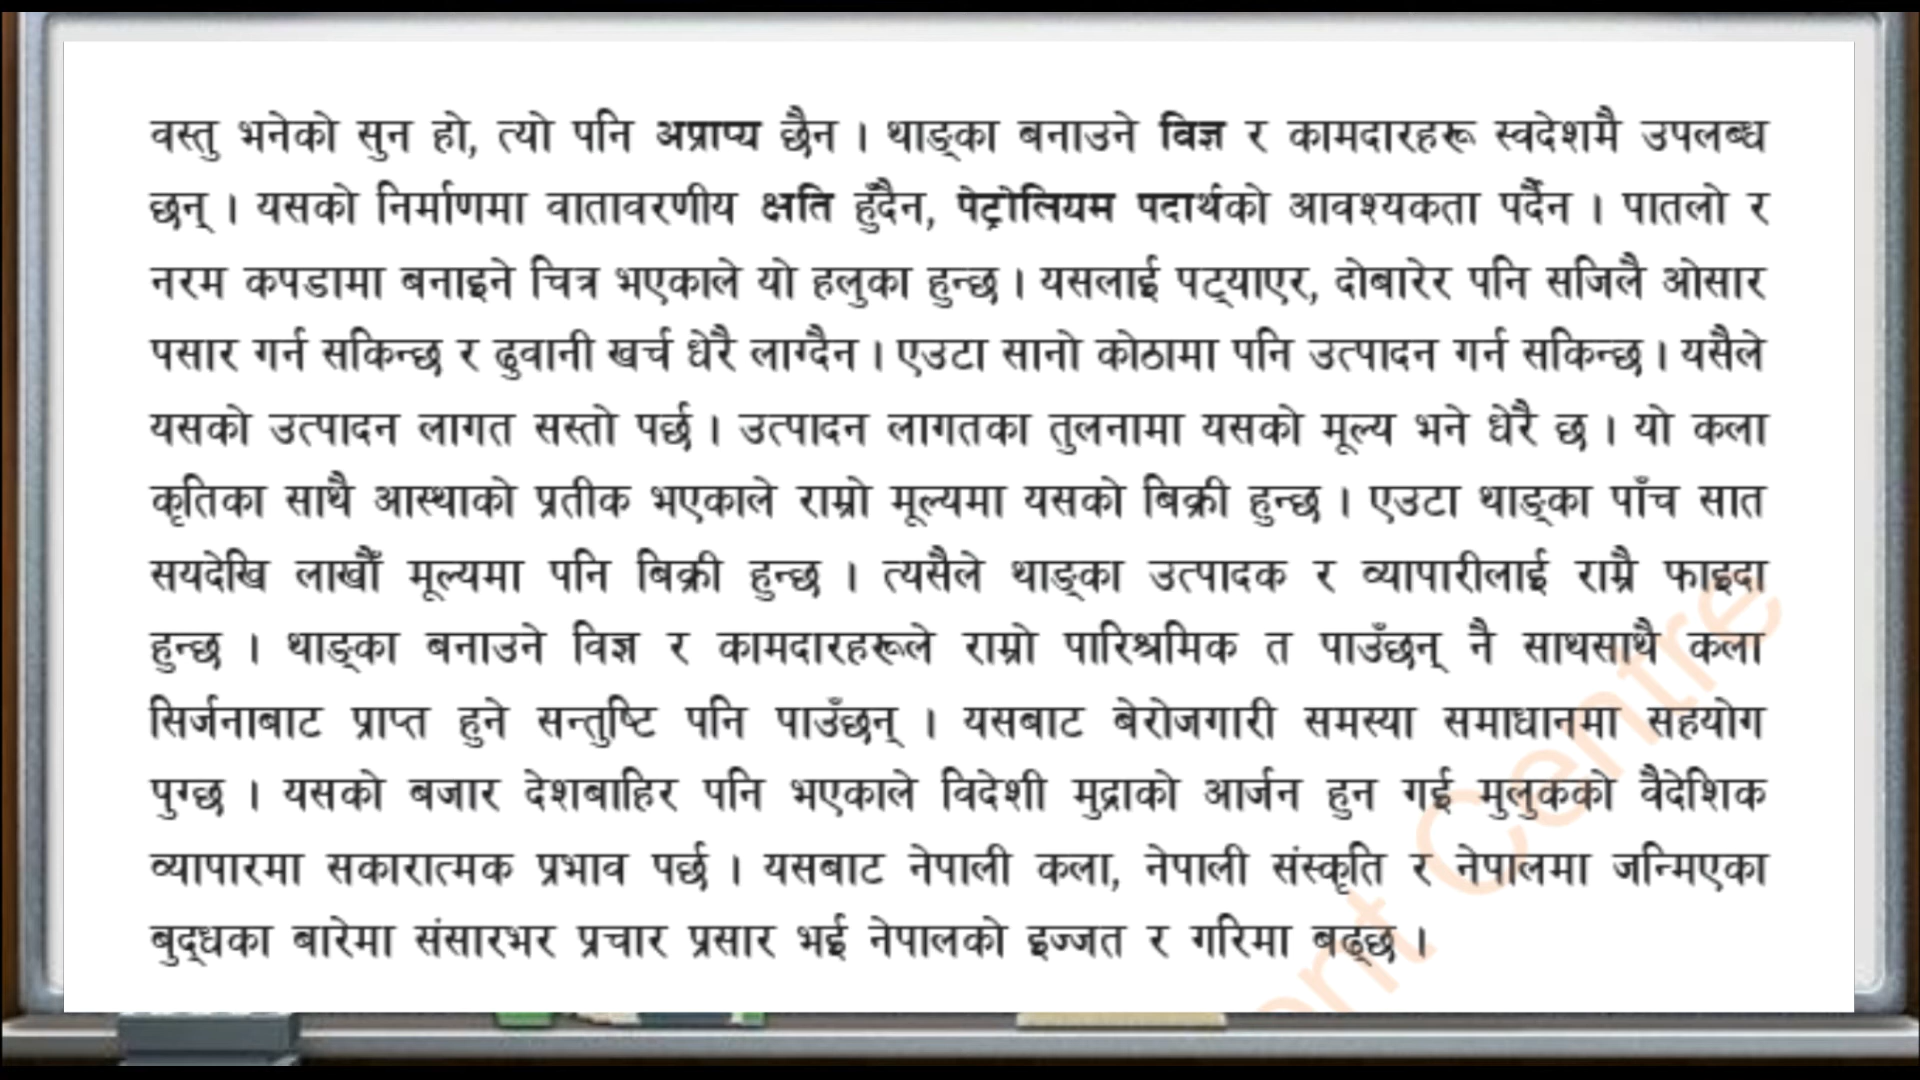 वस्तु भनेको सुन हो, त्यो पनि अप्राप्य छैन । थाङ्का बनाउने विज्ञ र कामदारहरू स्वदेशमै उपलब्ध
छन् । यसको निर्माणमा वातावरणीय क्षति हुँदैन, पेट्रोलियम पदार्थको आवश्यकता पर्दैन । पातलो र
नरम कपडामा बनाइने चित्र भएकाले यो हलुका हुन्छ । यसलाई पट्याएर, दोबारेर पनि सजिलै ओसार
पसार गर्न सकिन्छ र ढुवानी खर्च धेरै लाग्दैन । एउटा सानो कोठामा पनि उत्पादन गर्न सकिन्छ । यसैले
यसको उत्पादन लागत सस्तो पर्छ । उत्पादन लागतका तुलनामा यसको मूल्य भने धेरै छ । यो कला
कृतिका साथै आस्थाको प्रतीक भएकाले राम्रो मूल्यमा यसको बिक्री हुन्छ । एउटा थाङ्का पाँच सात
सयदेखि लाखौँ मूल्यमा पनि बिक्री हुन्छ । त्यसैले थाङ्का उत्पादक र व्यापारीलाई राम्रै फाइदा
हुन्छ । थाङ्का बनाउने विज्ञ र कामदारहरूले राम्रो पारिश्रमिक त पाउँछन् नै साथसाथै कला
सिर्जनाबाट प्राप्त हुने सन्तुष्टि पनि पाउँछन् । यसबाट बेरोजगारी समस्या समाधानमा सहयोग
पुग्छ । यसको बजार देशबाहिर पनि भएकाले विदेशी मुद्राको आर्जन हुन गई मुलुकको वैदेशिक
व्यापारमा सकारात्मक प्रभाव पर्छ । यसबाट नेपाली कला, नेपाली संस्कृति र नेपालमा जन्मिएका
बुद्धका बारेमा संसारभर प्रचार प्रसार भई नेपालको इज्जत र गरिमा बढ्छ ।
ent Centre